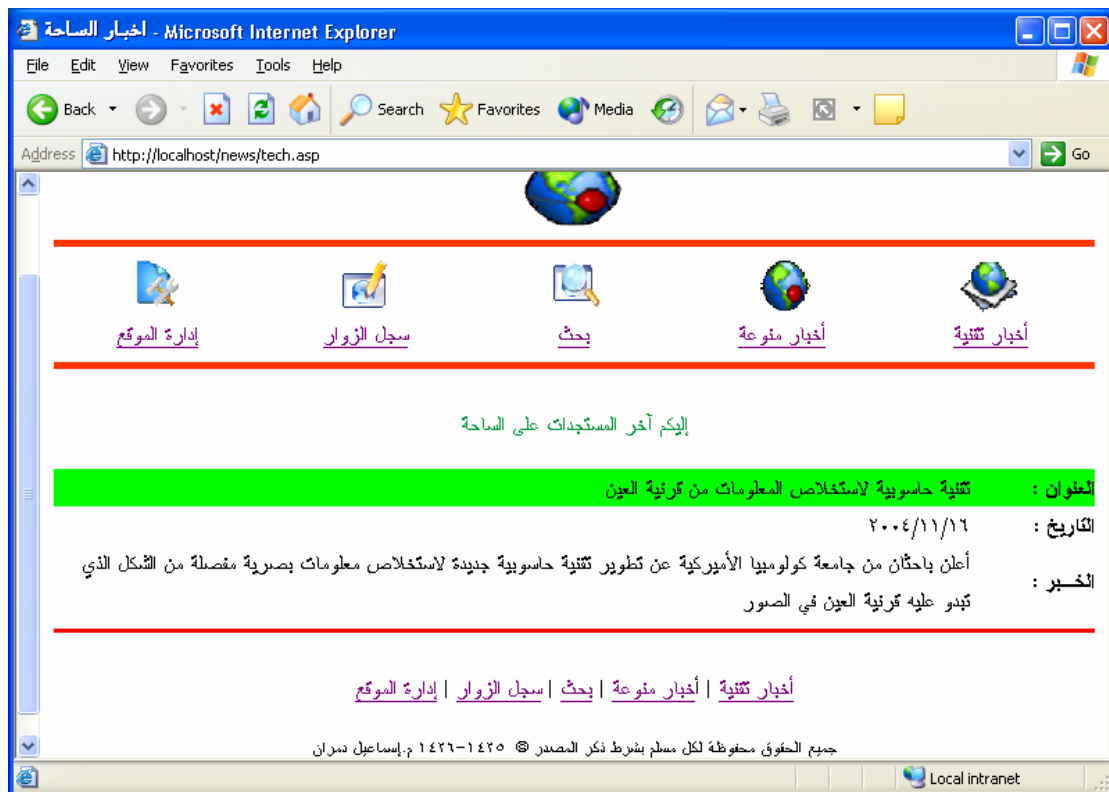 اخبار الساحة - Microsoft Internet Explorer
File Edit View Favorites Tools Help
Back Search Favorites Media
Address http://localhost/news/tech.asp Go
أخبار تقنية أخبار منوعة بحث سجل الزوار إدارة الموقع
إليكم آخر المستجدات على الساحة
العنوان : تقنية حاسوبية لاستخلاص المعلومات من قرنية العين
التاريخ : ٢٠٠٤/١١/١٦
الخــبر : أعلن باحثان من جامعة كولومبيا الأميركية عن تطوير تقنية حاسوبية جديدة لاستخلاص معلومات بصرية مفصلة من الشكل الذي
تبدو عليه قرنية العين في الصور
أخبار تقنية | أخبار منوعة | بحث | سجل الزوار | إدارة الموقع
جميع الحقوق محفوظة لكل مسلم بشرط ذكر المصدر © ١٤٢٥-١٤٢٦ م.إسماعيل دمران
Local intranet